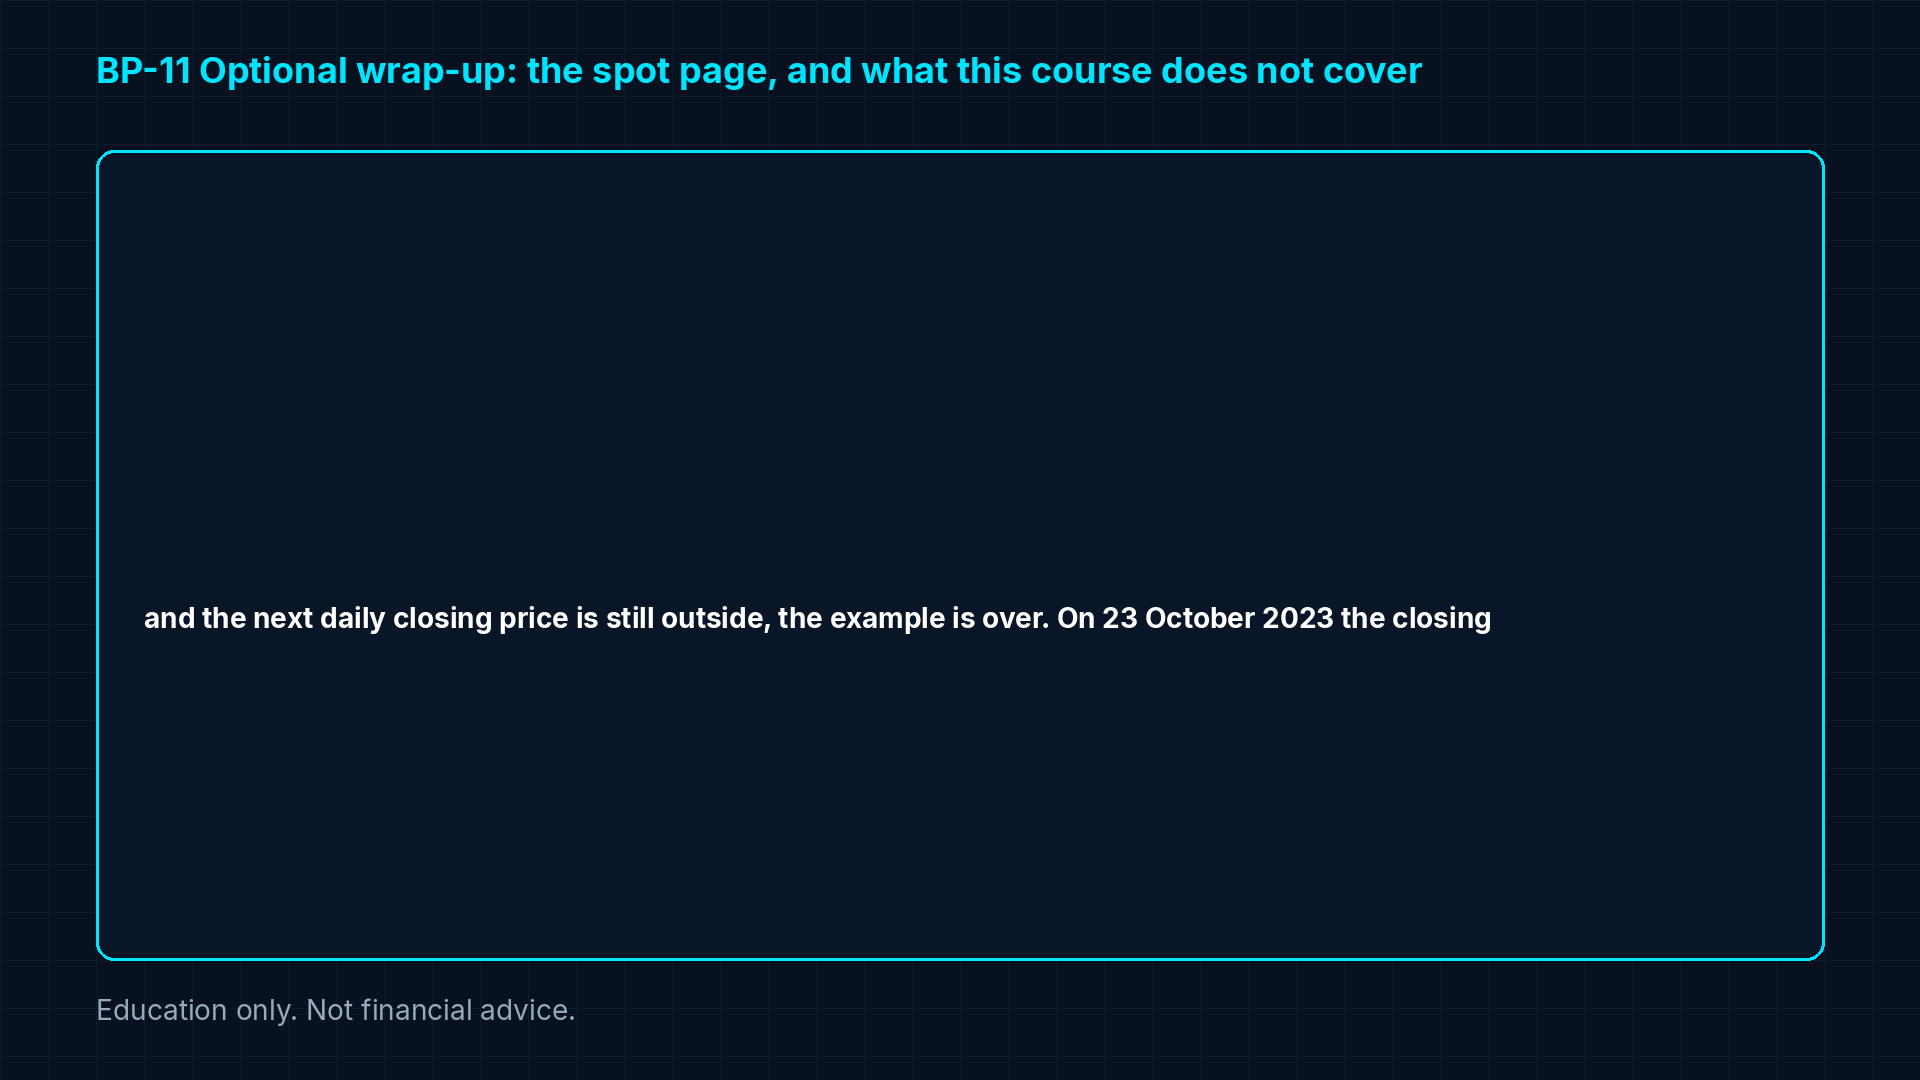 BP-11 Optional wrap-up: the spot page, and what this course does not cover
and the next daily closing price is still outside, the example is over. On 23 October 2023 the closing
Education only. Not financial advice.